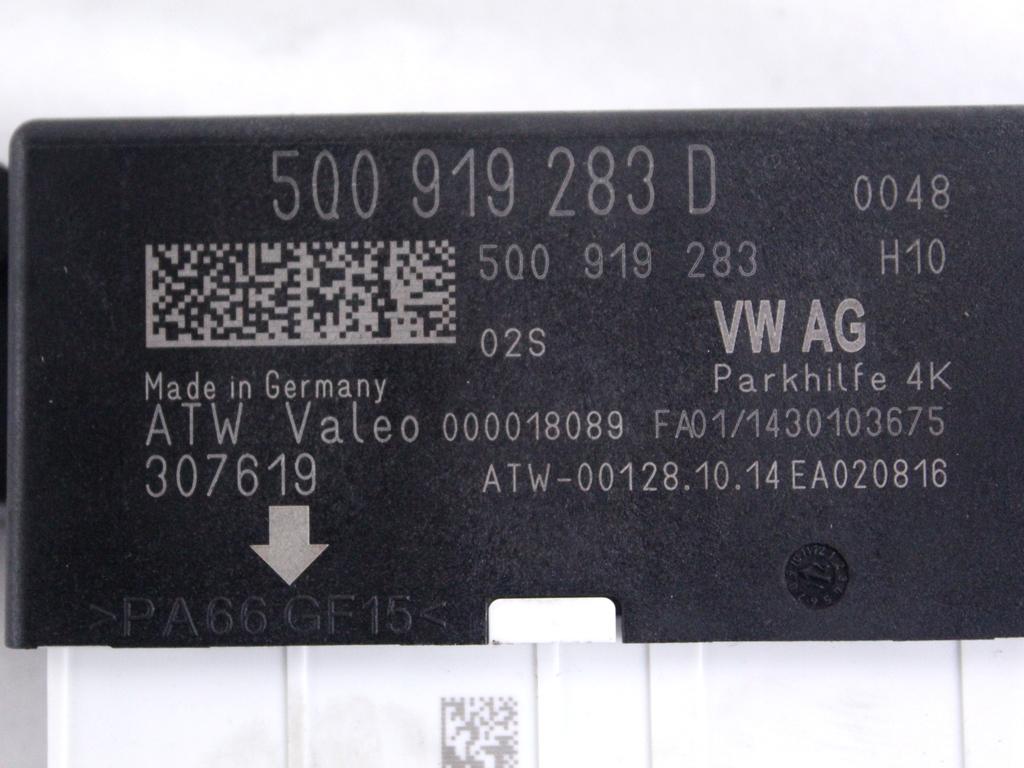 5Q0 919 283 D 0048
5Q0 919 283 H10
02S VW AG
Made in Germany Parkhilfe 4K
ATW Valeo 000018089 FA01/1430103675
307619 ATW-00128.10.14 EA020816
>PA66 GF15<